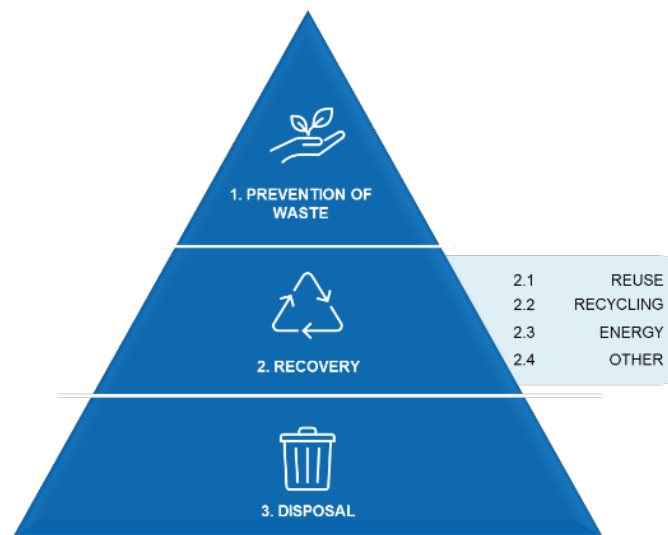 1. PREVENTION OF
WASTE
2.1 REUSE
2.2 RECYCLING
2.3 ENERGY
2.4 OTHER
2. RECOVERY
3. DISPOSAL